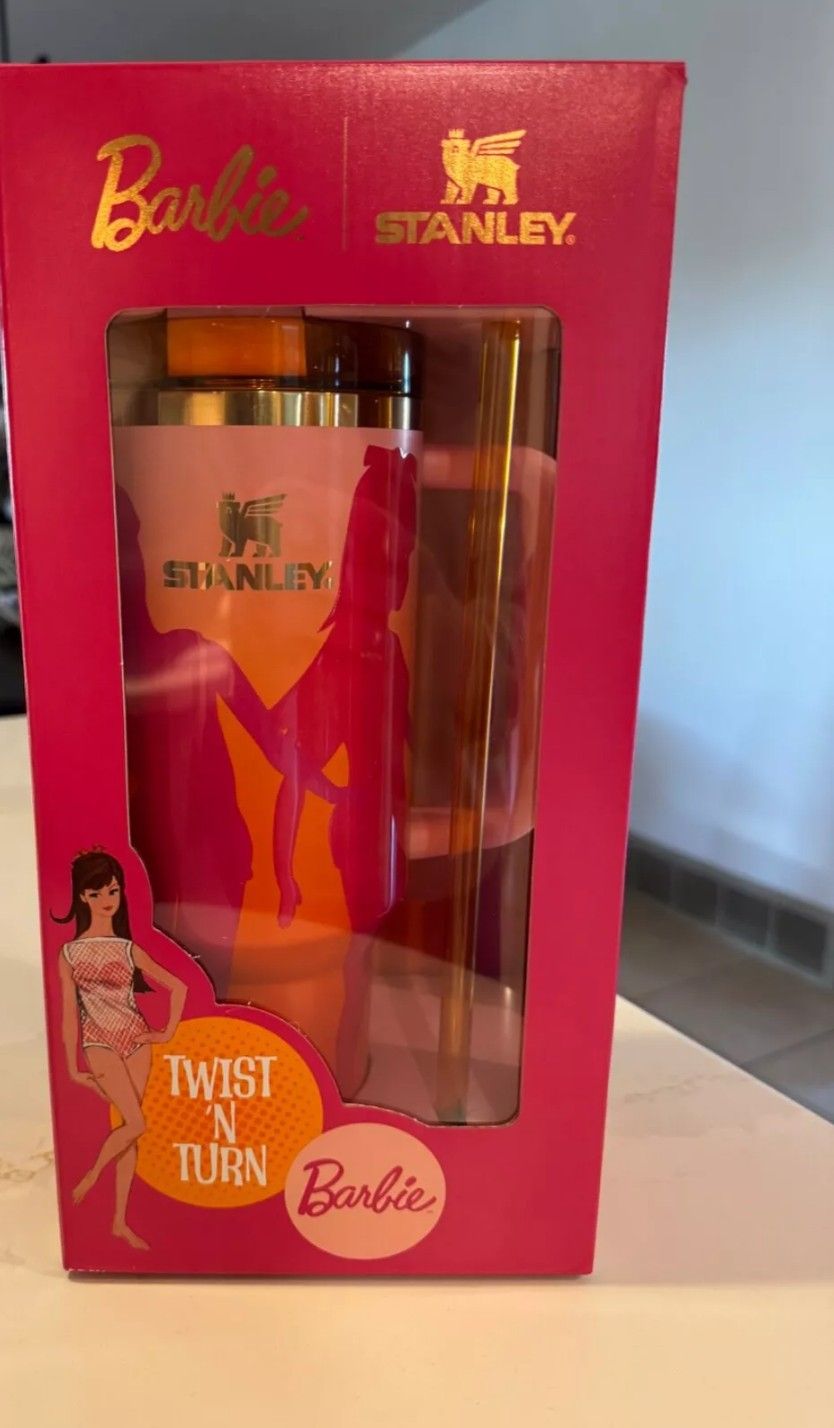 Barbie
STANLEY®
STANLEY
TWIST
'N
TURN
Barbie